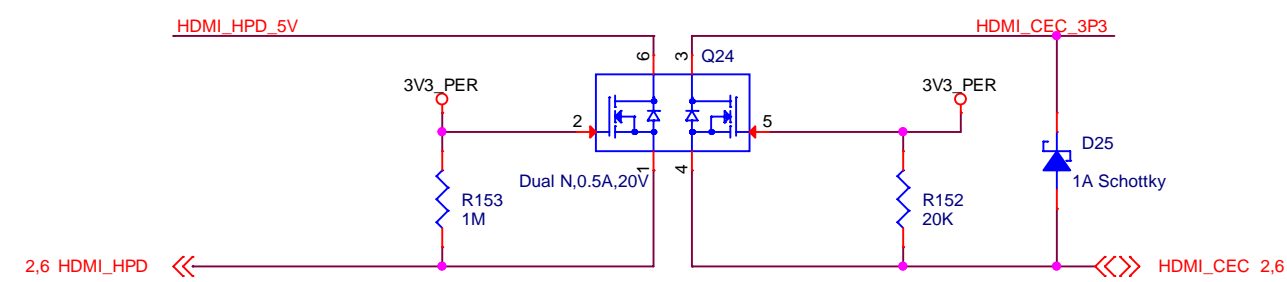 HDMI_HPD_5V
HDMI_CEC_3P3
6
3
Q24
3V3_PER
3V3_PER
2
5
D25
1
4
Dual N,0.5A,20V
1A Schottky
R153
1M
R152
20K
2,6 HDMI_HPD
HDMI_CEC 2,6